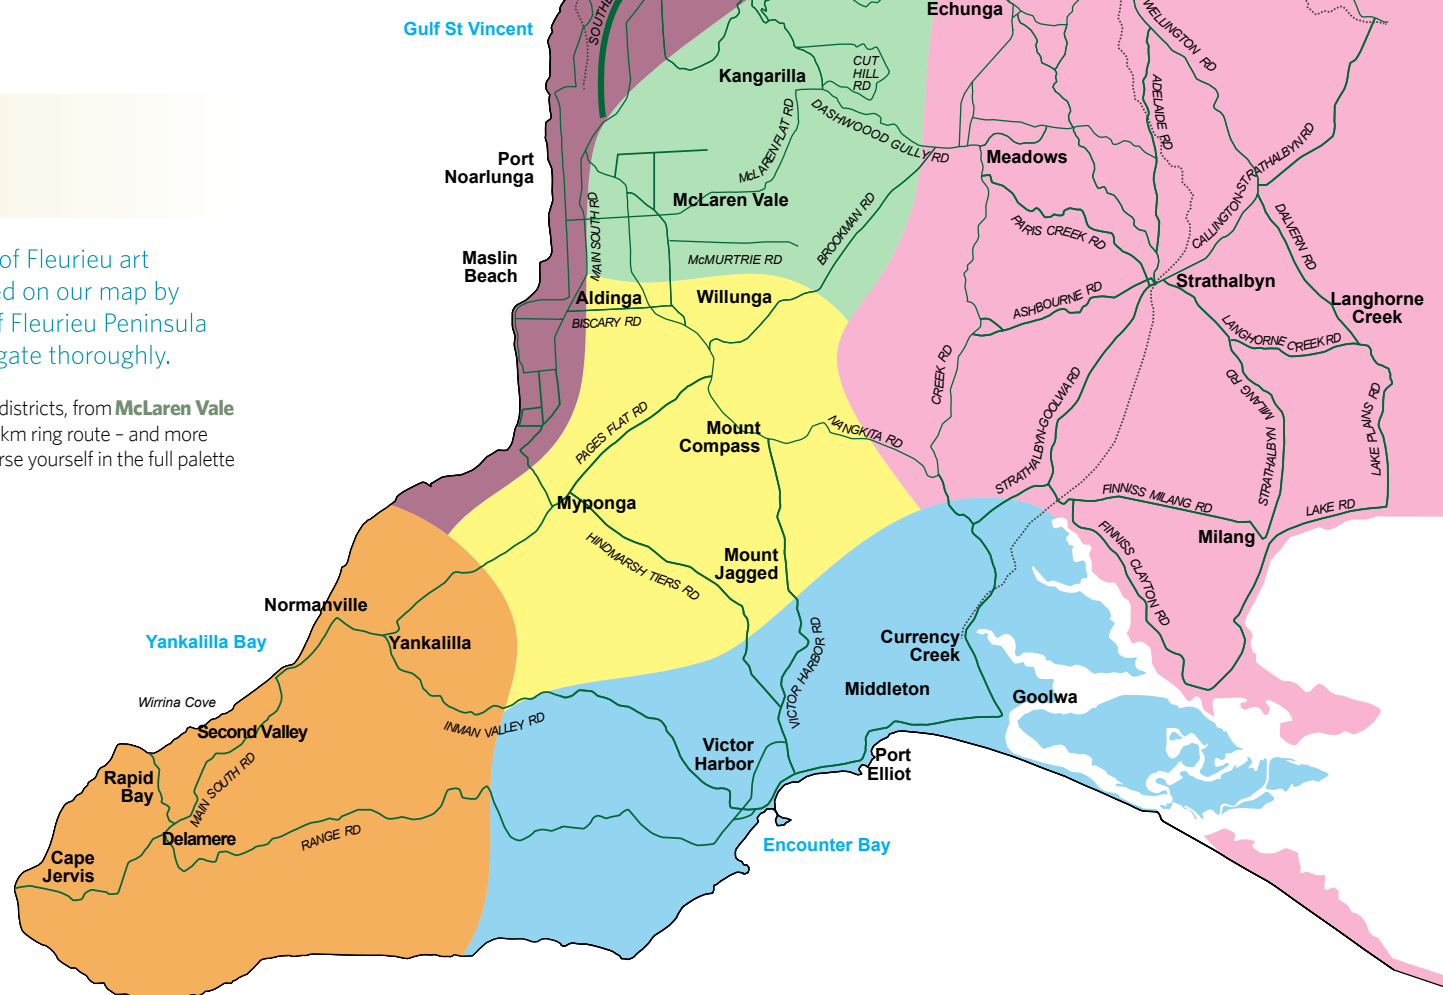 of Fleurieu art
ed on our map by
f Fleurieu Peninsula
gate thoroughly.
districts, from McLaren Vale
km ring route – and more
rse yourself in the full palette
Gulf St Vincent
SOUTHE
Echunga
WELLINGTON RD
Kangarilla
CUT
HILL
RD
ADELAIDE RD
DASHWOOOD GULLY RD
McLAREN FLAT RD
Port
Noarlunga
Meadows
CALLINGTON-STRATHALBYN RD
McLaren Vale
MAIN SOUTH RD
BROOKMAN RD
PARIS CREEK RD
DALVERN RD
Maslin
Beach
McMURTRIE RD
Strathalbyn
Aldinga
Willunga
ASHBOURNE RD
Langhorne
Creek
BISCARY RD
LANGHORNE CREEK RD
CREEK RD
STRATHALBYN-GOOLWA RD
STRATHALBYN MILANG RD
LAKE PLAINS RD
PAGES FLAT RD
Mount
Compass
NANGKITA RD
Myponga
FINNISS MILANG RD
LAKE RD
Milang
HINDMARSH TIERS RD
Mount
Jagged
FINNISS CLAYTON RD
Normanville
Yankalilla Bay
Yankalilla
VICTOR HARBOR RD
Currency
Creek
Wirrina Cove
Middleton
Goolwa
Second Valley
INMAN VALLEY RD
Victor
Harbor
Port
Elliot
Rapid
Bay
MAIN SOUTH RD
Delamere
RANGE RD
Encounter Bay
Cape
Jervis